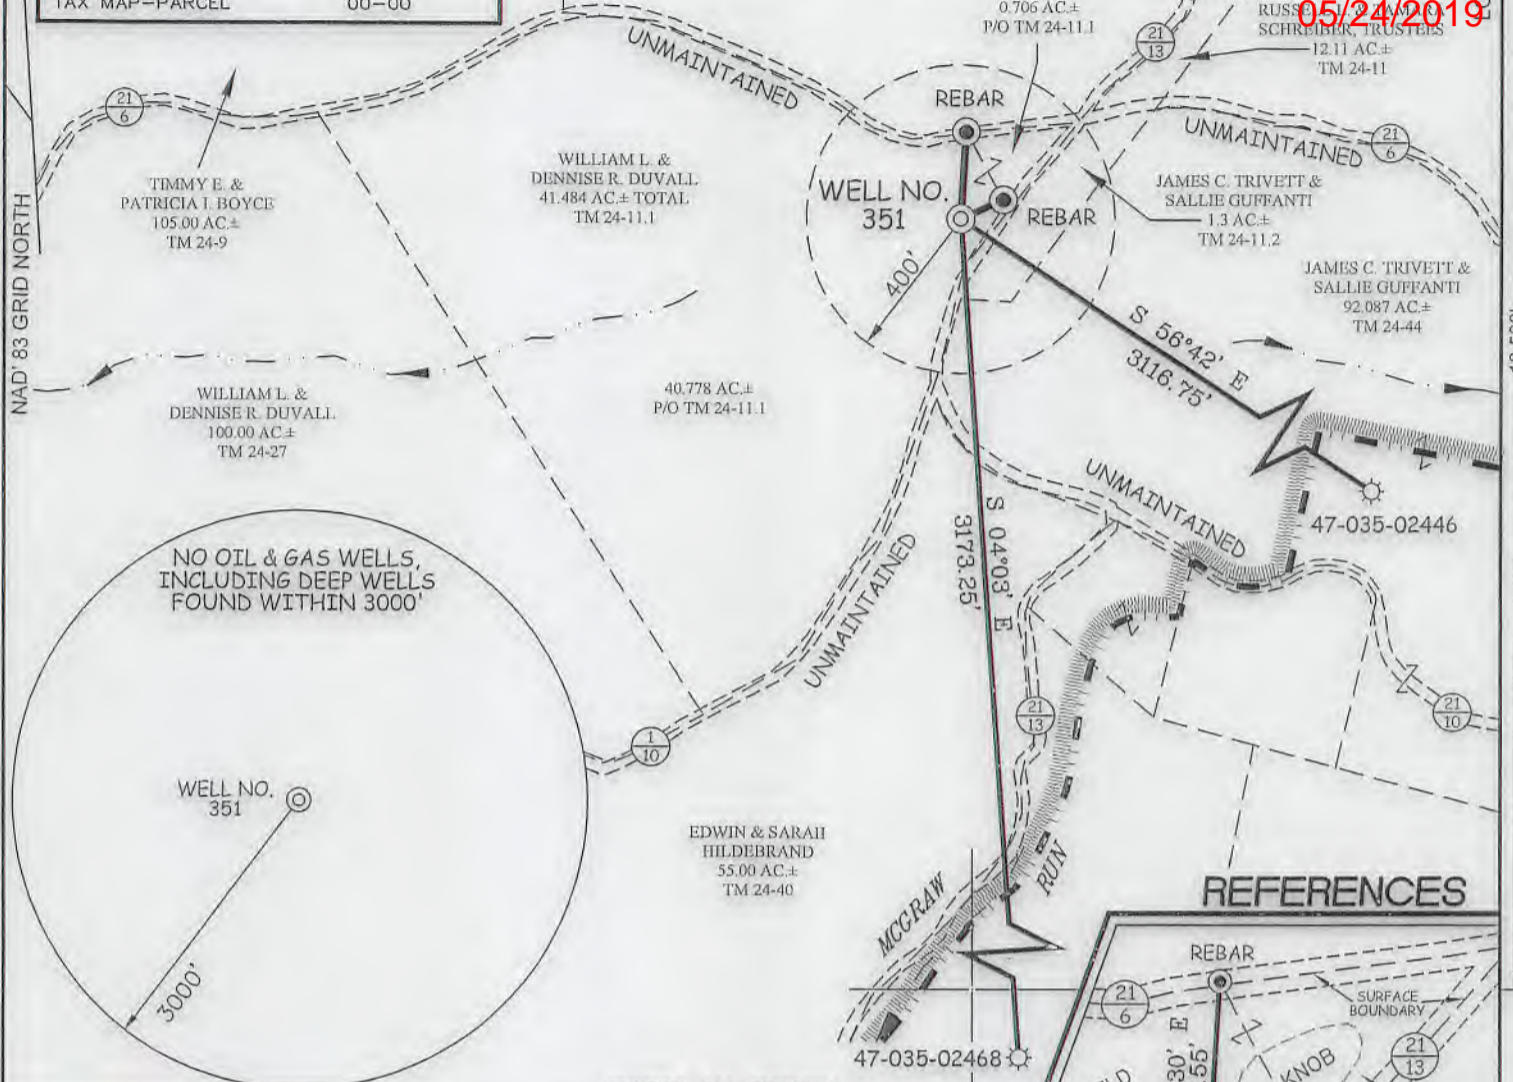 TAX MAP-PARCEL 00-00
05/24/2019
0.706 AC.±
P/O TM 24-11.1
SCHREIBER, TRUSTEES
12.11 AC.±
TM 24-11
21
13
UNMAINTAINED
REBAR
21
6
UNMAINTAINED
21
6
TIMMY E. &
PATRICIA I. BOYCE
105.00 AC.±
TM 24-9
WILLIAM L. &
DENNISE R. DUVALL
41.484 AC.± TOTAL
TM 24-11.1
WELL NO.
351
REBAR
JAMES C. TRIVETT &
SALLIE GUFFANTI
1.3 AC.±
TM 24-11.2
JAMES C. TRIVETT &
SALLIE GUFFANTI
92.087 AC.±
TM 24-44
NAD' 83 GRID NORTH
400'
S 56°42' E
3116.75'
WILLIAM L. &
DENNISE R. DUVALL
100.00 AC.±
TM 24-27
40.778 AC.±
P/O TM 24-11.1
UNMAINTAINED
47-035-02446
S 04°03' E
3173.25'
UNMAINTAINED
NO OIL & GAS WELLS,
INCLUDING DEEP WELLS
FOUND WITHIN 3000'
21
13
21
10
1
10
WELL NO.
351
3000'
EDWIN & SARAH
HILDEBRAND
55.00 AC.±
TM 24-40
MCGRAW
RUN
47-035-02468
REFERENCES
REBAR
21
6
SURFACE
BOUNDARY
KNOB
21
13